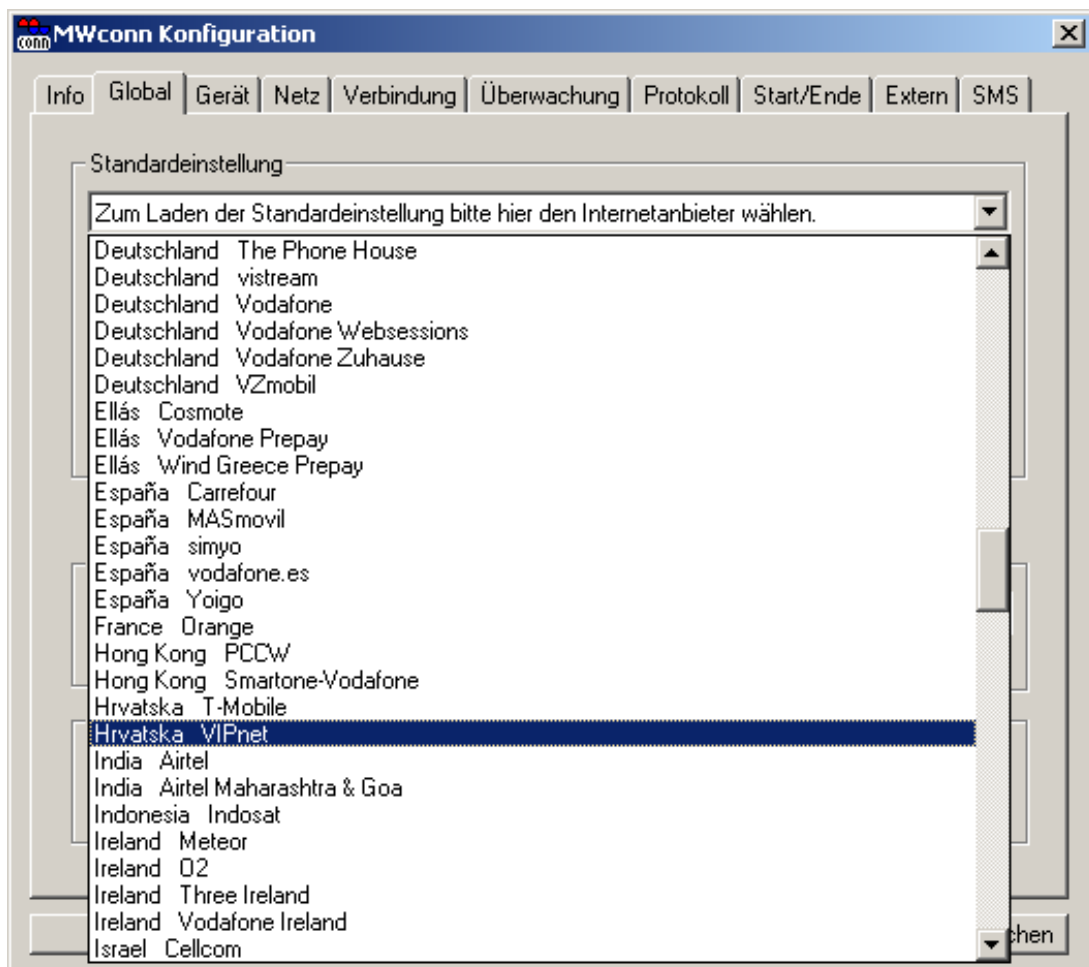 conn MWconn Konfiguration
Info Global Gerät Netz Verbindung Überwachung Protokoll Start/Ende Extern SMS
Standardeinstellung
Zum Laden der Standardeinstellung bitte hier den Internetanbieter wählen.
Deutschland The Phone House
Deutschland vistream
Deutschland Vodafone
Deutschland Vodafone Websessions
Deutschland Vodafone Zuhause
Deutschland VZmobil
Ellás Cosmote
Ellás Vodafone Prepay
Ellás Wind Greece Prepay
España Carrefour
España MASmovil
España simyo
España vodafone.es
España Yoigo
France Orange
Hong Kong PCCW
Hong Kong Smartone-Vodafone
Hrvatska T-Mobile
Hrvatska VIPnet
India Airtel
India Airtel Maharashtra & Goa
Indonesia Indosat
Ireland Meteor
Ireland O2
Ireland Three Ireland
Ireland Vodafone Ireland
Israel Cellcom